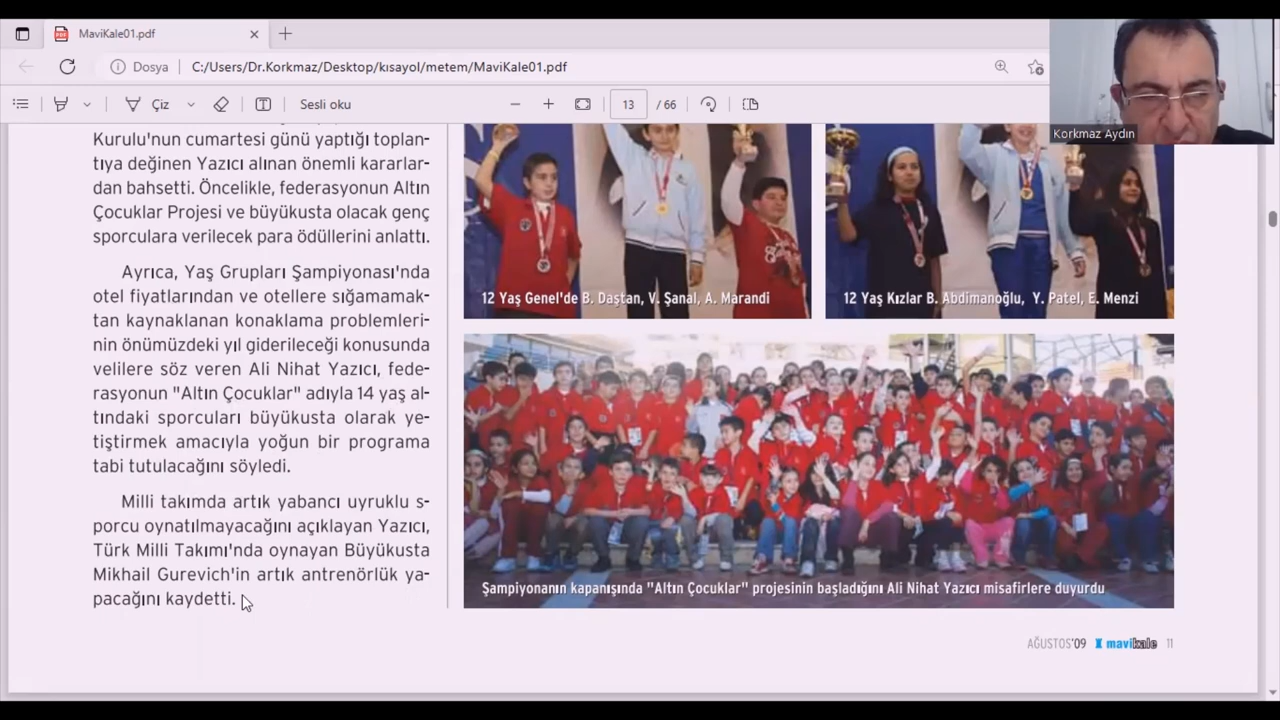 MaviKale01.pdf
Dosya
C:/Users/Dr.Korkmaz/Desktop/kısayol/metem/MaviKale01.pdf
Çiz
Sesli oku
13 / 66
Korkmaz Aydın
Kurulu'nun cumartesi günü yaptığı toplan-
tıya değinen Yazıcı alınan önemli kararlar-
dan bahsetti. Öncelikle, federasyonun Altın
Çocuklar Projesi ve büyükusta olacak genç
sporculara verilecek para ödüllerini anlattı.
Ayrıca, Yaş Grupları Şampiyonası'nda
otel fiyatlarından ve otellere sığamamak-
tan kaynaklanan konaklama problemleri-
nin önümüzdeki yıl giderileceği konusunda
velilere söz veren Ali Nihat Yazıcı, fede-
rasyonun "Altın Çocuklar" adıyla 14 yaş al-
tındaki sporcuları büyükusta olarak ye-
tiştirmek amacıyla yoğun bir programa
tabi tutulacağını söyledi.
Milli takımda artık yabancı uyruklu s-
porcu oynatılmayacağını açıklayan Yazıcı,
Türk Milli Takımı'nda oynayan Büyükusta
Mikhail Gurevich'in artık antrenörlük ya-
pacağını kaydetti.
12 Yaş Genel'de B. Daştan, V. Şanal, A. Marandi
12 Yaş Kızlar B. Abdimanoğlu, Y. Patel, E. Menzi
Şampiyonanın kapanışında "Altın Çocuklar" projesinin başladığını Ali Nihat Yazıcı misafirlere duyurdu
AĞUSTOS'09 mavikale 11